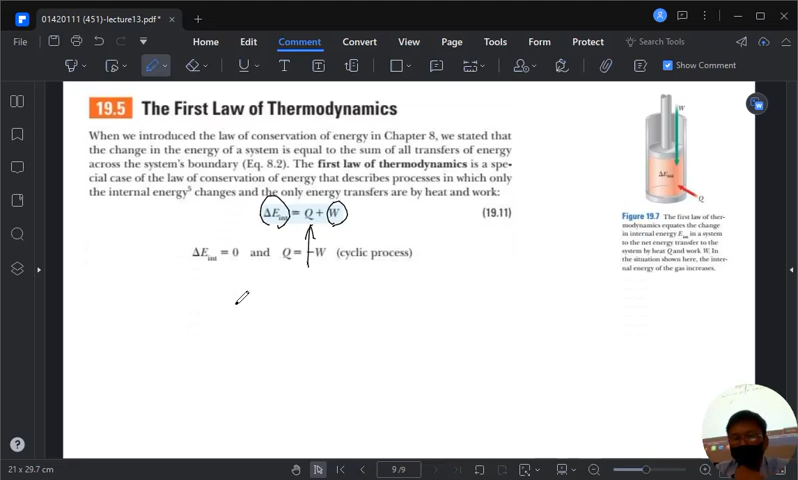 01420111 (451)-lecture13.pdf *
File
Home
Edit
Comment
Convert
View
Page
Tools
Form
Protect
Search Tools
Show Comment
19.5 The First Law of Thermodynamics
When we introduced the law of conservation of energy in Chapter 8, we stated that
the change in the energy of a system is equal to the sum of all transfers of energy
across the system's boundary (Eq. 8.2). The first law of thermodynamics is a spe-
cial case of the law of conservation of energy that describes processes in which only
the internal energy⁵ changes and the only energy transfers are by heat and work:
ΔE_int = Q + W (19.11)
ΔE_int = 0 and Q = −W (cyclic process)
W
ΔE_int
Q
Figure 19.7 The first law of ther-
modynamics equates the change
in internal energy E_int in a system
to the net energy transfer to the
system by heat Q and work W. In
the situation shown here, the inter-
nal energy of the gas increases.
21 x 29.7 cm
9 /9